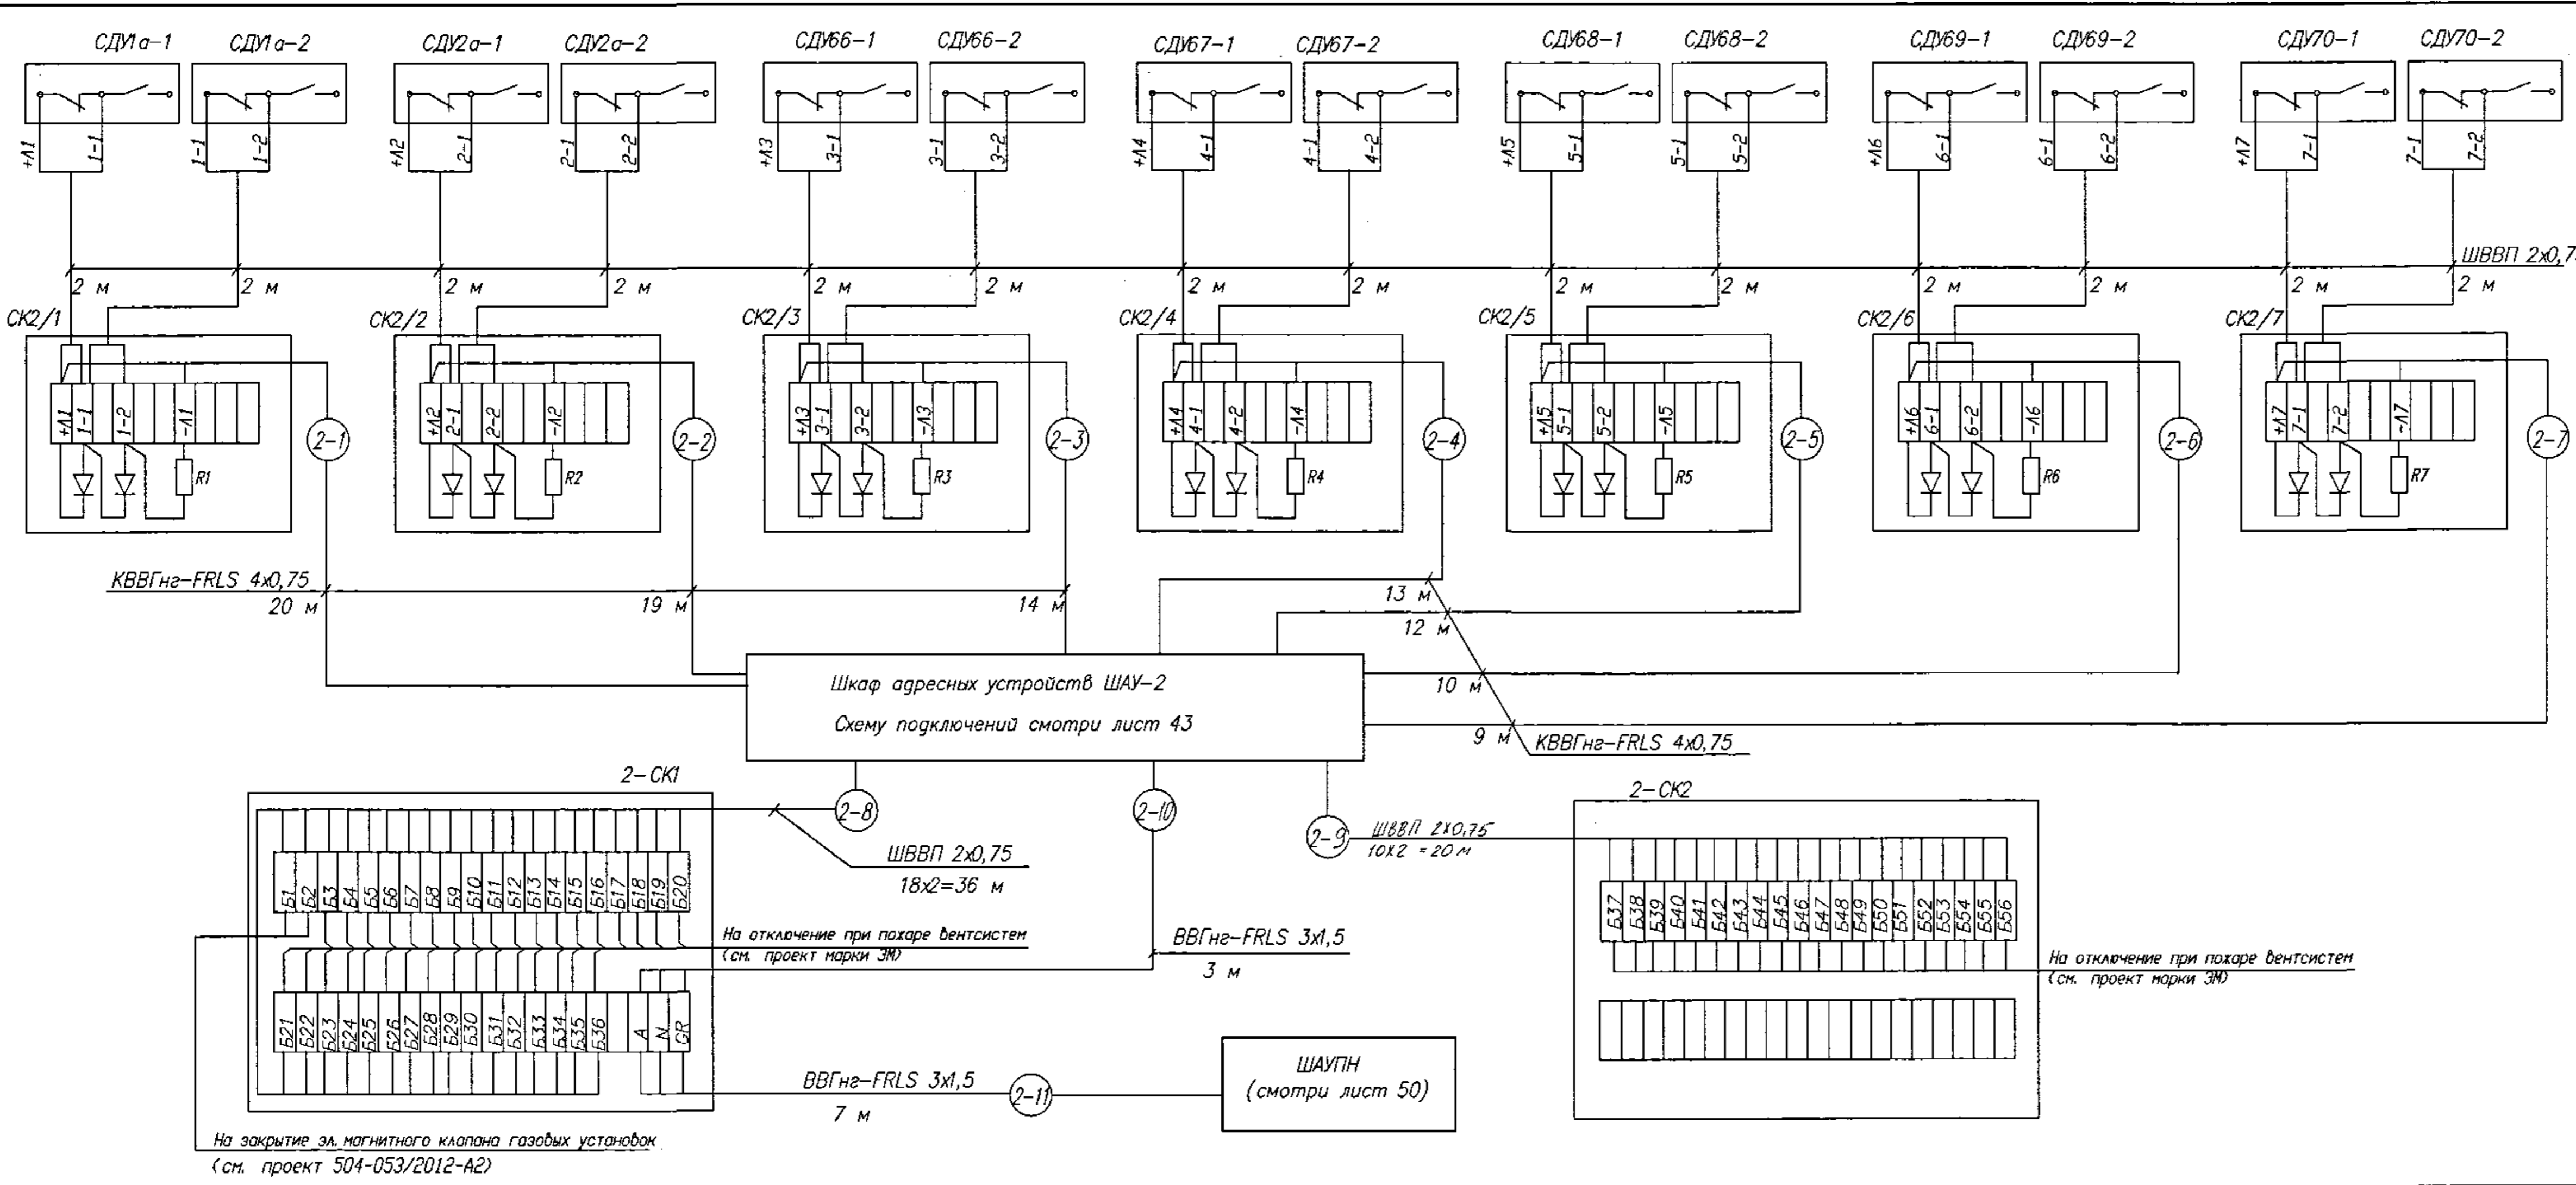 СДУ1а-1 СДУ1а-2 СДУ2а-1 СДУ2а-2 СДУ66-1 СДУ66-2 СДУ67-1 СДУ67-2 СДУ68-1 СДУ68-2 СДУ69-1 СДУ69-2 СДУ70-1 СДУ70-2
+Л1 1-1 1-1 1-2 +Л2 2-1 2-1 2-2 +Л3 3-1 3-1 3-2 +Л4 4-1 4-1 4-2 +Л5 5-1 5-1 5-2 +Л6 6-1 6-1 6-2 +Л7 7-1 7-1 7-2
ШВВП 2х0,7
2 м 2 м 2 м 2 м 2 м 2 м 2 м 2 м 2 м 2 м 2 м 2 м 2 м 2 м
СК2/1 СК2/2 СК2/3 СК2/4 СК2/5 СК2/6 СК2/7
+Л1 1-1 1-2 -Л1 +Л2 2-1 2-2 -Л2 +Л3 3-1 3-2 -Л3 +Л4 4-1 4-2 -Л4 +Л5 5-1 5-2 -Л5 +Л6 6-1 6-2 -Л6 +Л7 7-1 7-2 -Л7
2-1 2-2 2-3 2-4 2-5 2-6 2-7
R1 R2 R3 R4 R5 R6 R7
КВВГнг-FRLS 4х0,75
20 м 19 м 14 м 13 м
12 м
10 м
9 м
КВВГнг-FRLS 4х0,75
Шкаф адресных устройств ШАУ-2
Схему подключений смотри лист 43
2-СК1
2-8 2-10 2-9
ШВВП 2х0,75
18х2=36 м
ШВВП 2х0,75
10х2 =20 м
2-СК2
Б1 Б2 Б3 Б4 Б5 Б6 Б7 Б8 Б9 Б10 Б11 Б12 Б13 Б14 Б15 Б16 Б17 Б18 Б19 Б20
Б37 Б38 Б39 Б40 Б41 Б42 Б43 Б44 Б45 Б46 Б47 Б48 Б49 Б50 Б51 Б52 Б53 Б54 Б55 Б56
На отключение при пожаре вентсистем
(см. проект марки ЭМ)
ВВГнг-FRLS 3х1,5
3 м
На отключение при пожаре вентсистем
(см. проект марки ЭМ)
Б21 Б22 Б23 Б24 Б25 Б26 Б27 Б28 Б29 Б30 Б31 Б32 Б33 Б34 Б35 Б36 A N GR
ВВГнг-FRLS 3х1,5
7 м
2-11
ШАУПН
(смотри лист 50)
На закрытие эл. магнитного клапана газовых установок
(см. проект 504-053/2012-А2)